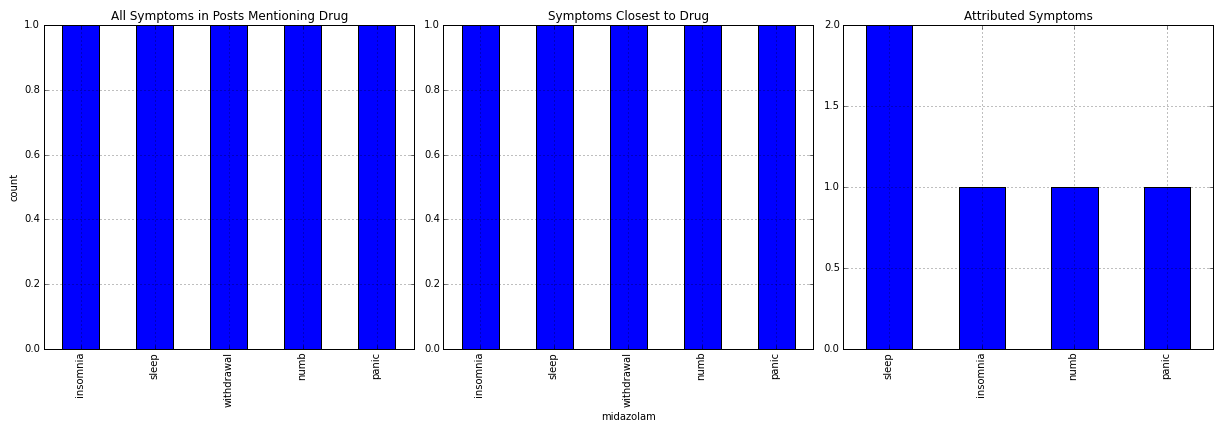 All Symptoms in Posts Mentioning Drug
1.0
0.8
0.6
0.4
0.2
0.0
count
insomnia
sleep
withdrawal
numb
panic
Symptoms Closest to Drug
1.0
0.8
0.6
0.4
0.2
0.0
insomnia
sleep
withdrawal
numb
panic
midazolam
Attributed Symptoms
2.0
1.5
1.0
0.5
0.0
sleep
insomnia
numb
panic